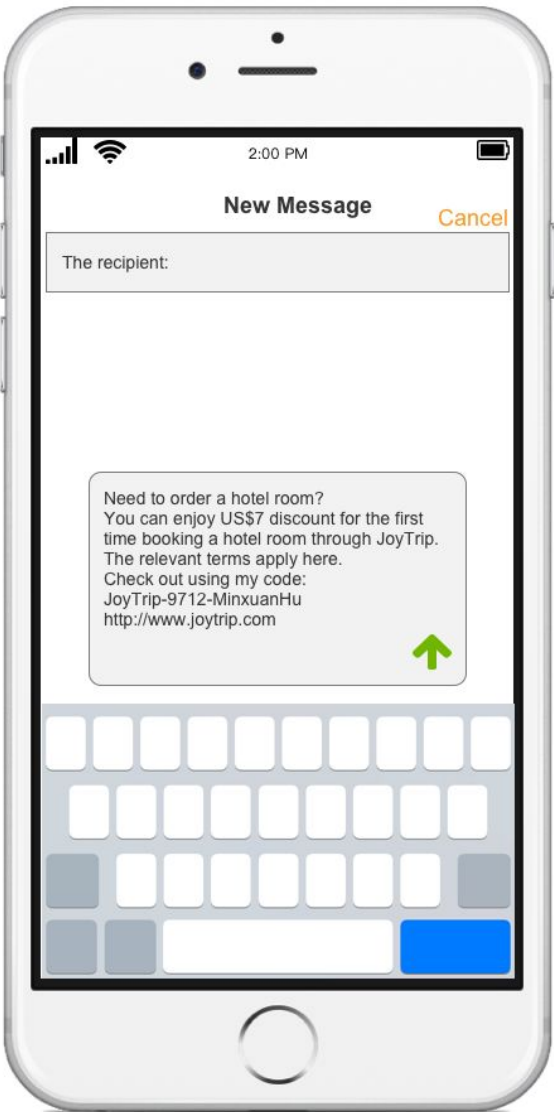 2:00 PM
New Message
Cancel
The recipient:
Need to order a hotel room?
You can enjoy US$7 discount for the first
time booking a hotel room through JoyTrip.
The relevant terms apply here.
Check out using my code:
JoyTrip-9712-MinxuanHu
http://www.joytrip.com